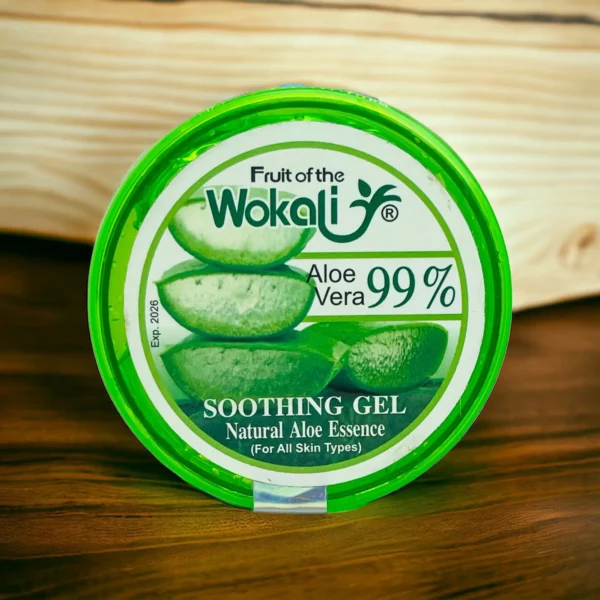 Fruit of the
Wokali ®
Aloe
Vera 99%
Exp. 2026
SOOTHING GEL
Natural Aloe Essence
(For All Skin Types)